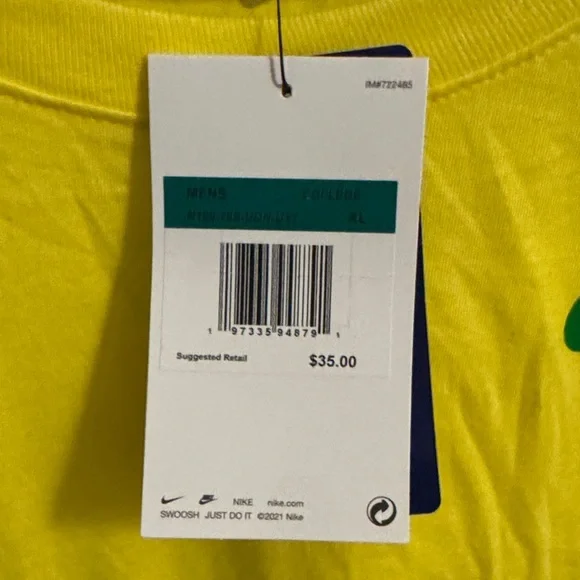 IM#722485
MENS COLLEGE
XL
1 97335 94879 1
Suggested Retail $35.00
NIKE nike.com
SWOOSH JUST DO IT ©2021 Nike